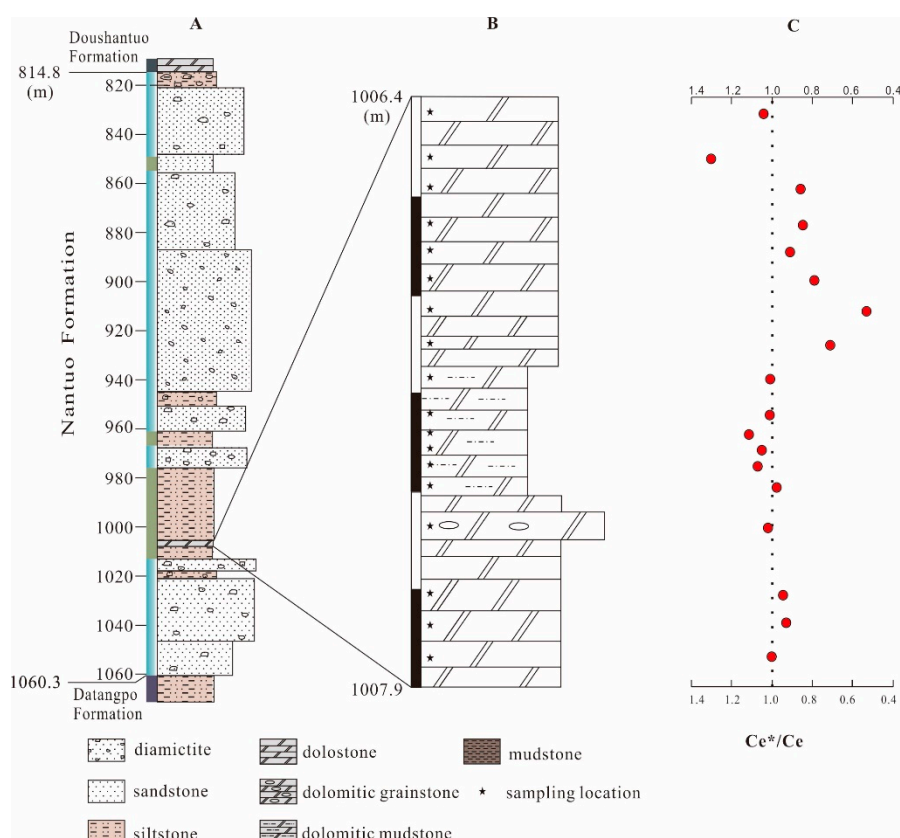 A
B
C
Doushantuo
Formation
814.8
(m)
820
840
860
880
900
920
940
960
980
1000
1020
1040
1060
1060.3
Datangpo
Formation
Nantuo Formation
1006.4
(m)
1007.9
1.4 1.2 1.0 0.8 0.6 0.4
1.4 1.2 1.0 0.8 0.6 0.4
Ce*/Ce
diamictite
dolostone
mudstone
sandstone
dolomitic grainstone
sampling location
siltstone
dolomitic mudstone